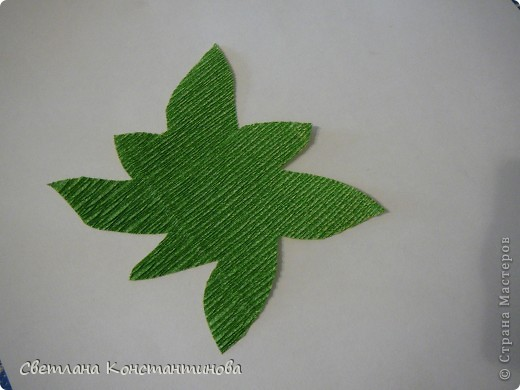 Светлана Константинова
© Страна Мастеров